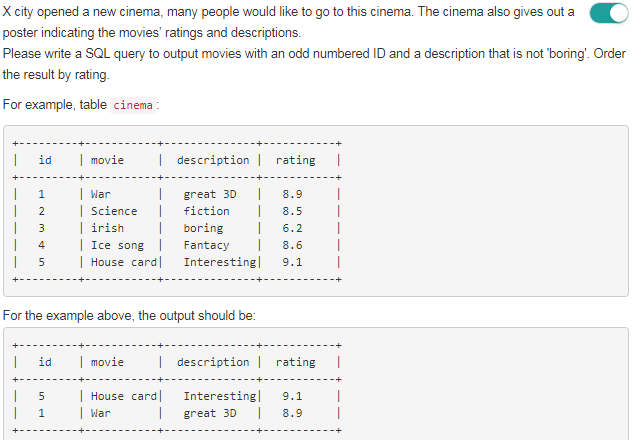 X city opened a new cinema, many people would like to go to this cinema. The cinema also gives out a
poster indicating the movies' ratings and descriptions.
Please write a SQL query to output movies with an odd numbered ID and a description that is not 'boring'. Order
the result by rating.
For example, table cinema:
+---------+-----------+--------------+-----------+
|   id    | movie     |  description |  rating   |
+---------+-----------+--------------+-----------+
|   1     | War       |   great 3D   |   8.9     |
|   2     | Science   |   fiction    |   8.5     |
|   3     | irish     |   boring     |   6.2     |
|   4     | Ice song  |   Fantacy    |   8.6     |
|   5     | House card|   Interesting|   9.1     |
+---------+-----------+--------------+-----------+
For the example above, the output should be:
+---------+-----------+--------------+-----------+
|   id    | movie     |  description |  rating   |
+---------+-----------+--------------+-----------+
|   5     | House card|   Interesting|   9.1     |
|   1     | War       |   great 3D   |   8.9     |
+---------+-----------+--------------+-----------+